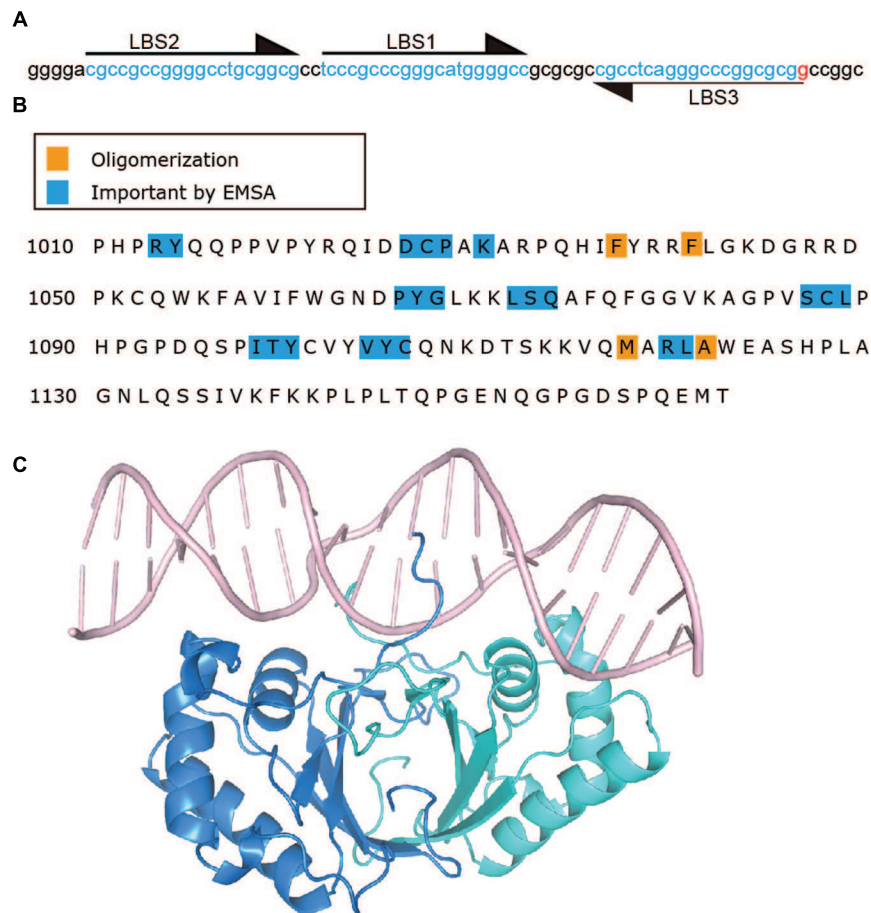 A
LBS2 LBS1
ggggacgccgccggggcctgcggcgcctcccgcccgggcatggggccgcgcgccgcctcagggcccggcgcggccggc
LBS3
B
Oligomerization
Important by EMSA
1010 P H P R Y Q Q P P V P Y R Q I D D C P A K A R P Q H I F Y R R F L G K D G R R D
1050 P K C Q W K F A V I F W G N D P Y G L K K L S Q A F Q F G G V K A G P V S C L P
1090 H P G P D Q S P I T Y C V Y V Y C Q N K D T S K K V Q M A R L A W E A S H P L A
1130 G N L Q S S I V K F K K P L P L T Q P G E N Q G P G D S P Q E M T
C